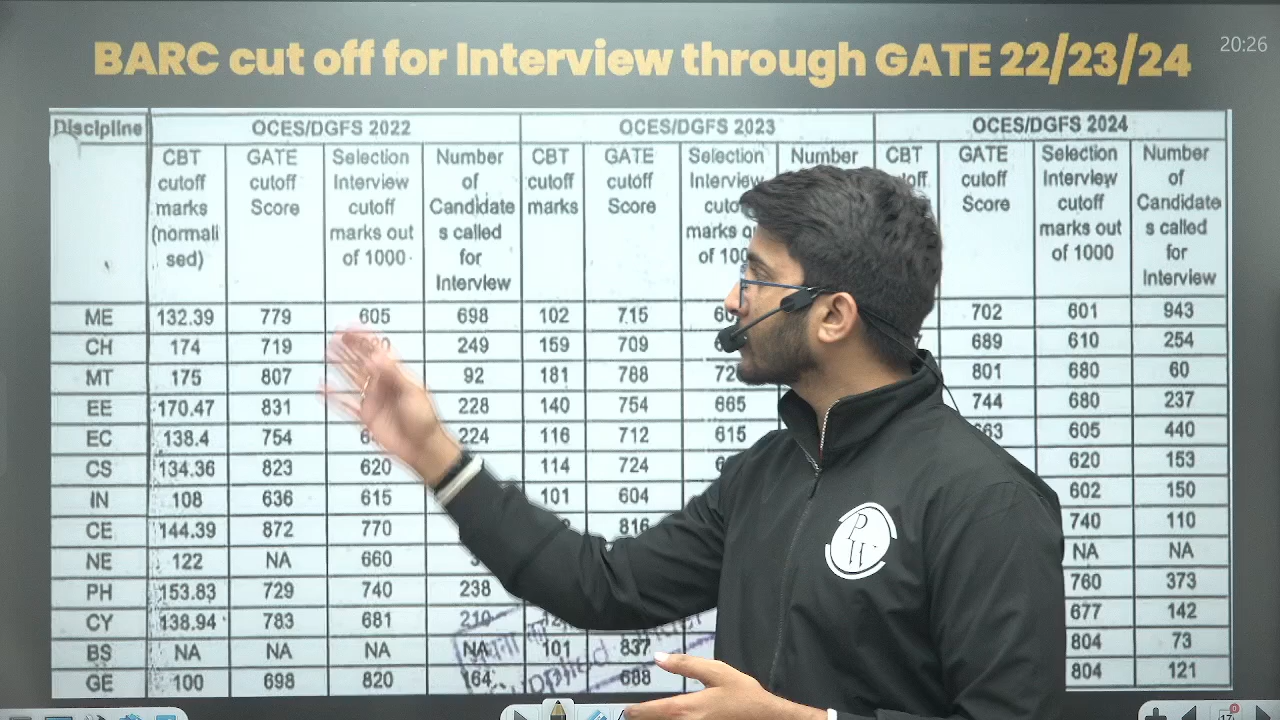 BARC cut off for Interview through GATE 22/23/24
20:26
Discipline OCES/DGFS 2022 OCES/DGFS 2023 OCES/DGFS 2024
CBT GATE Selection Number CBT GATE Selection Number CBT GATE Selection Number
cutoff cutoff Interview of cutoff cutoff Interview cutoff Interview of
marks Score cutoff Candidate marks Score Score cutoff Candidate
(normali marks out s called marks out s called
sed) of 1000 for of 1000 for
Interview Interview
ME 132.39 779 605 698 102 715 702 601 943
CH 174 719 249 159 709 689 610 254
MT 175 807 92 181 788 801 680 60
EE 170.47 831 228 140 754 665 744 680 237
EC 138.4 754 224 116 712 615 605 440
CS 134.36 823 620 114 724 620 153
IN 108 636 615 101 604 602 150
CE 144.39 872 770 816 740 110
NE 122 NA 660 NA NA
PH 153.83 729 740 238 760 373
CY 138.94 783 681 210 677 142
BS NA NA NA NA 101 837 804 73
GE 100 698 820 164 688 804 121